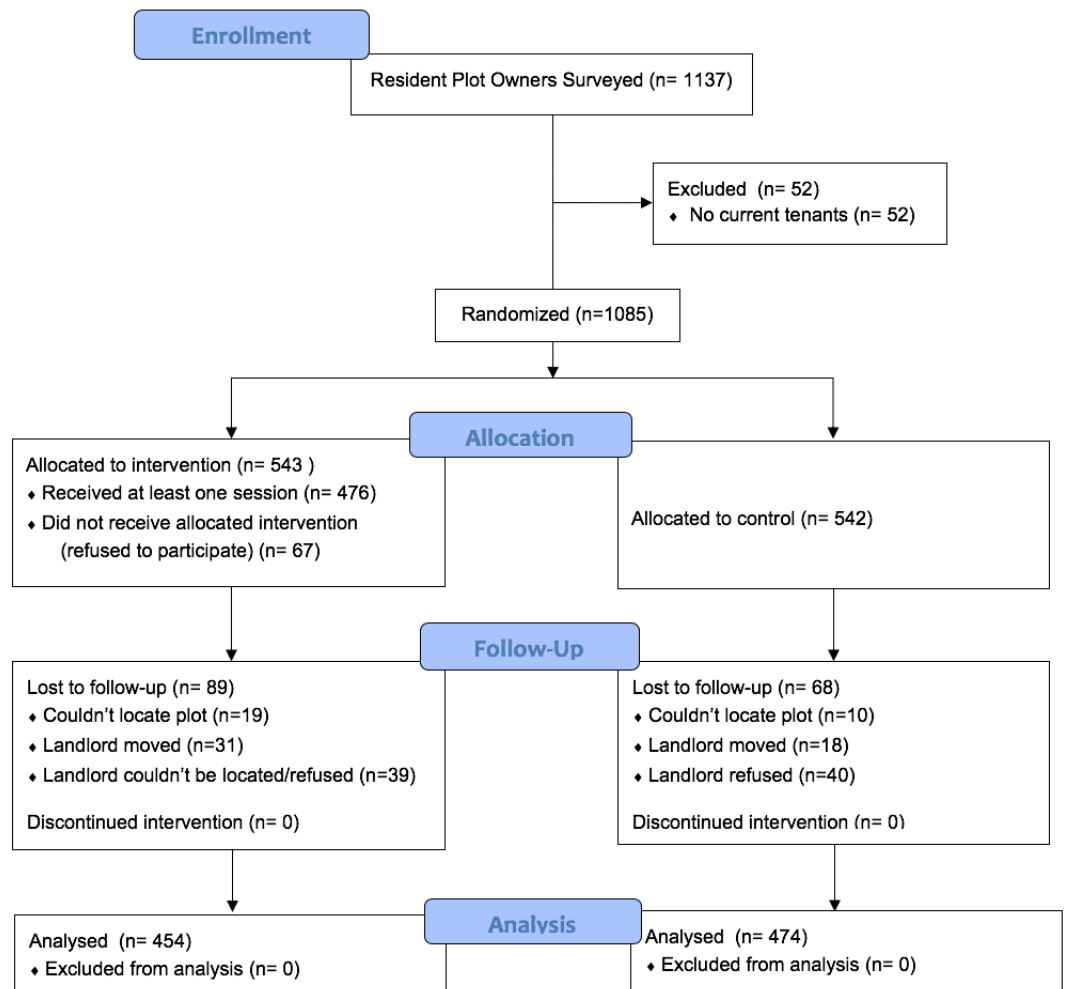 Enrollment
Resident Plot Owners Surveyed (n= 1137)
Excluded  (n= 52)
♦ No current tenants (n= 52)
Randomized (n=1085)
Allocation
Allocated to intervention (n= 543 )
♦ Received at least one session (n= 476)
♦ Did not receive allocated intervention
(refused to participate) (n= 67)
Allocated to control (n= 542)
Follow-Up
Lost to follow-up (n= 89)
♦ Couldn't locate plot (n=19)
♦ Landlord moved (n=31)
♦ Landlord couldn't be located/refused (n=39)
Discontinued intervention (n= 0)
Lost to follow-up (n= 68)
♦ Couldn't locate plot (n=10)
♦ Landlord moved (n=18)
♦ Landlord refused (n=40)
Discontinued intervention (n= 0)
Analysis
Analysed  (n= 454)
♦ Excluded from analysis (n= 0)
Analysed  (n= 474)
♦ Excluded from analysis (n= 0)